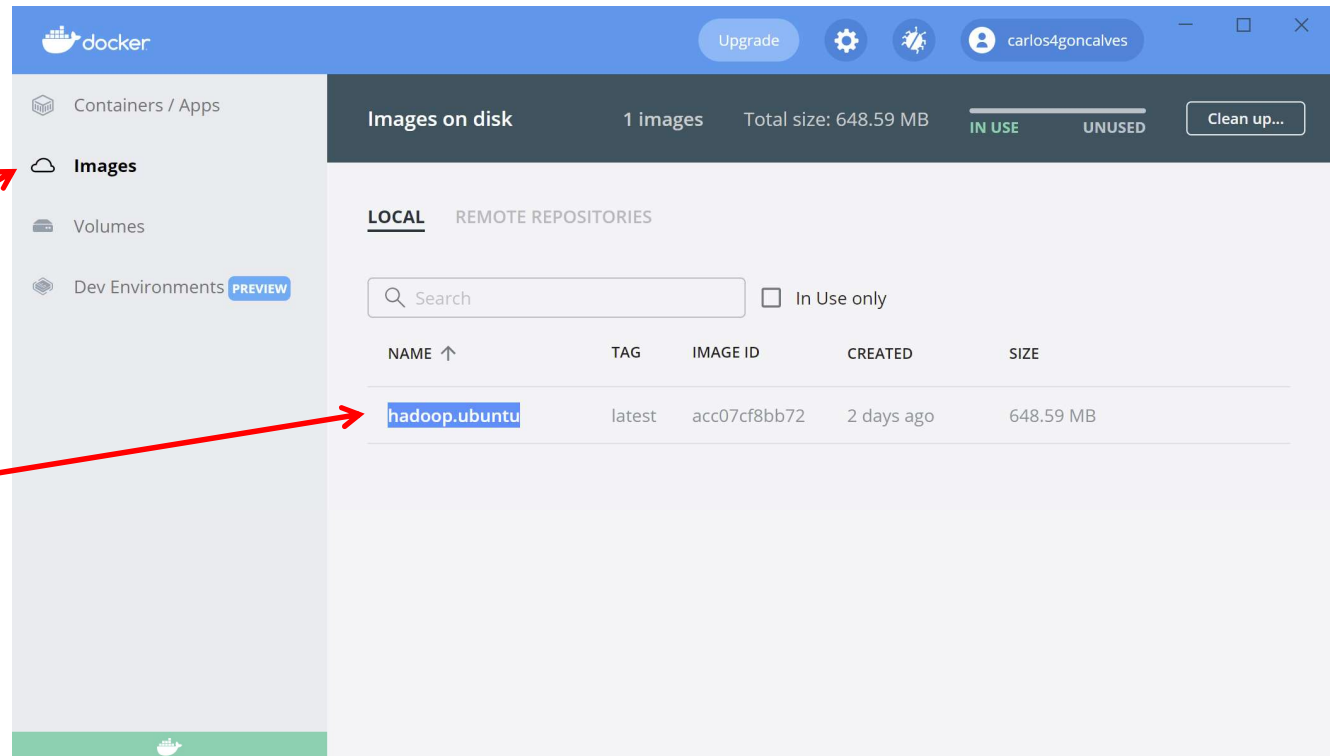 docker
Upgrade
carlos4goncalves
Containers / Apps
Images
Volumes
Dev Environments PREVIEW
Images on disk
1 images
Total size: 648.59 MB
IN USE
UNUSED
Clean up...
LOCAL
REMOTE REPOSITORIES
Search
In Use only
NAME ↑ TAG IMAGE ID CREATED SIZE
hadoop.ubuntu latest acc07cf8bb72 2 days ago 648.59 MB